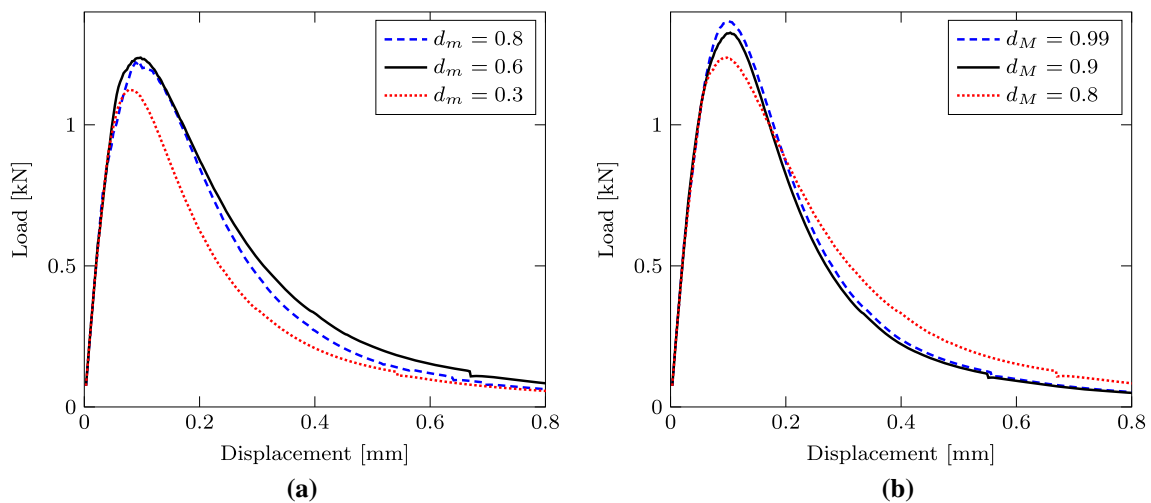 d_m = 0.8
d_m = 0.6
d_m = 0.3
1
0.5
0
0 0.2 0.4 0.6 0.8
Load [kN]
Displacement [mm]
(a)
d_M = 0.99
d_M = 0.9
d_M = 0.8
1
0.5
0
0 0.2 0.4 0.6 0.8
Load [kN]
Displacement [mm]
(b)